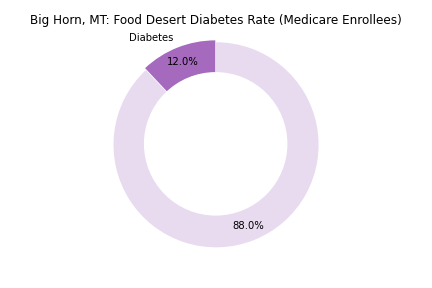 Big Horn, MT: Food Desert Diabetes Rate (Medicare Enrollees)
Diabetes
12.0%
88.0%